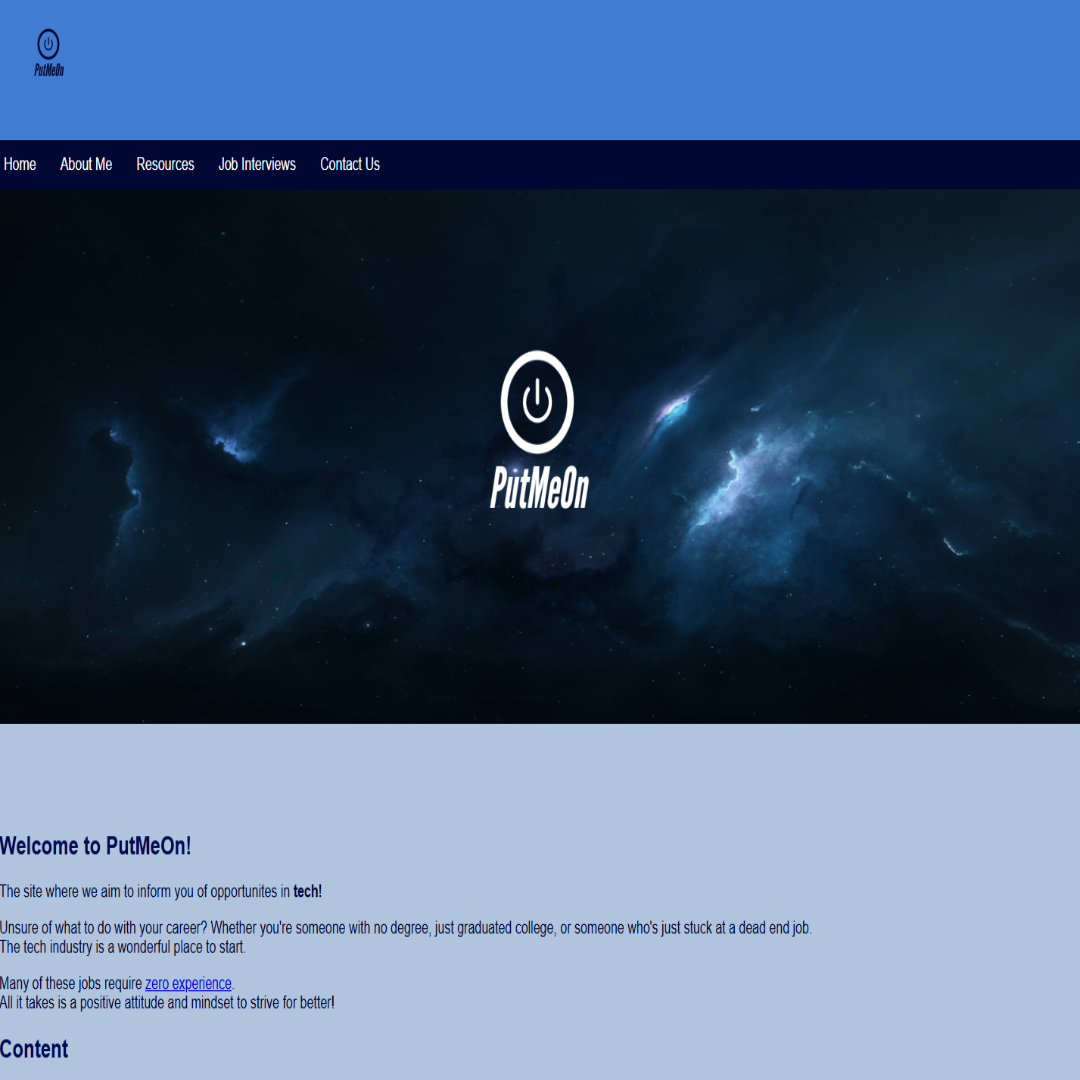 PutMeOn
Home About Me Resources Job Interviews Contact Us
PutMeOn
Welcome to PutMeOn!
The site where we aim to inform you of opportunites in tech!
Unsure of what to do with your career? Whether you're someone with no degree, just graduated college, or someone who's just stuck at a dead end job.
The tech industry is a wonderful place to start.
Many of these jobs require zero experience.
All it takes is a positive attitude and mindset to strive for better!
Content